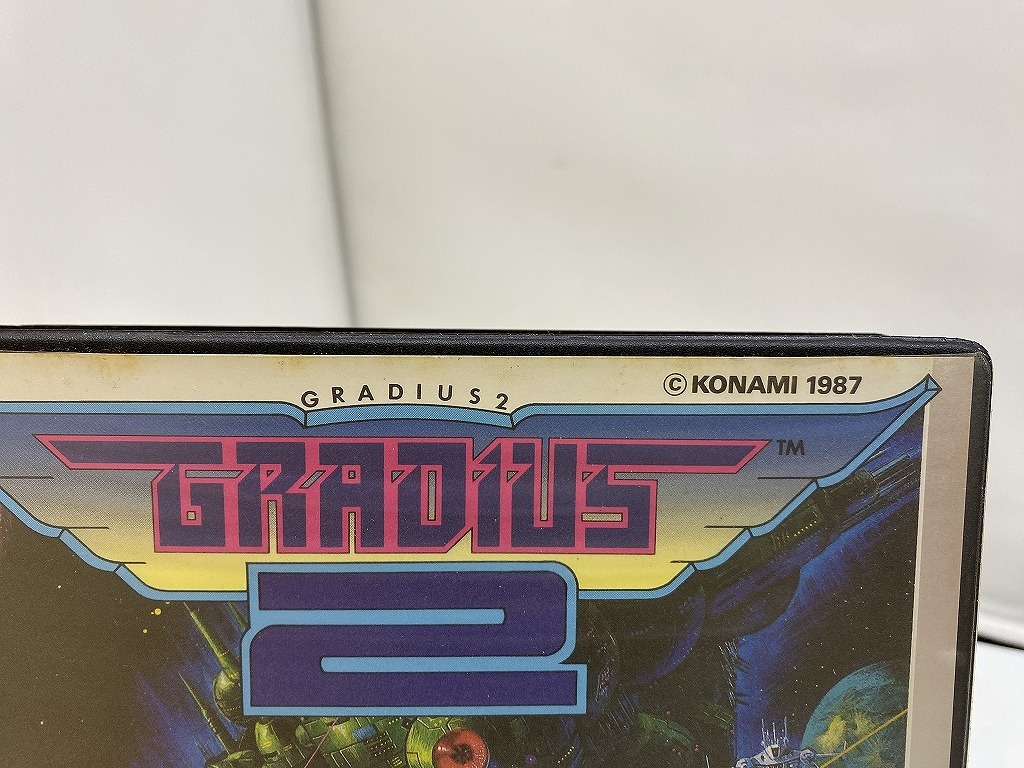 GRADIUS 2
© KONAMI 1987
GRADIUS ™
2